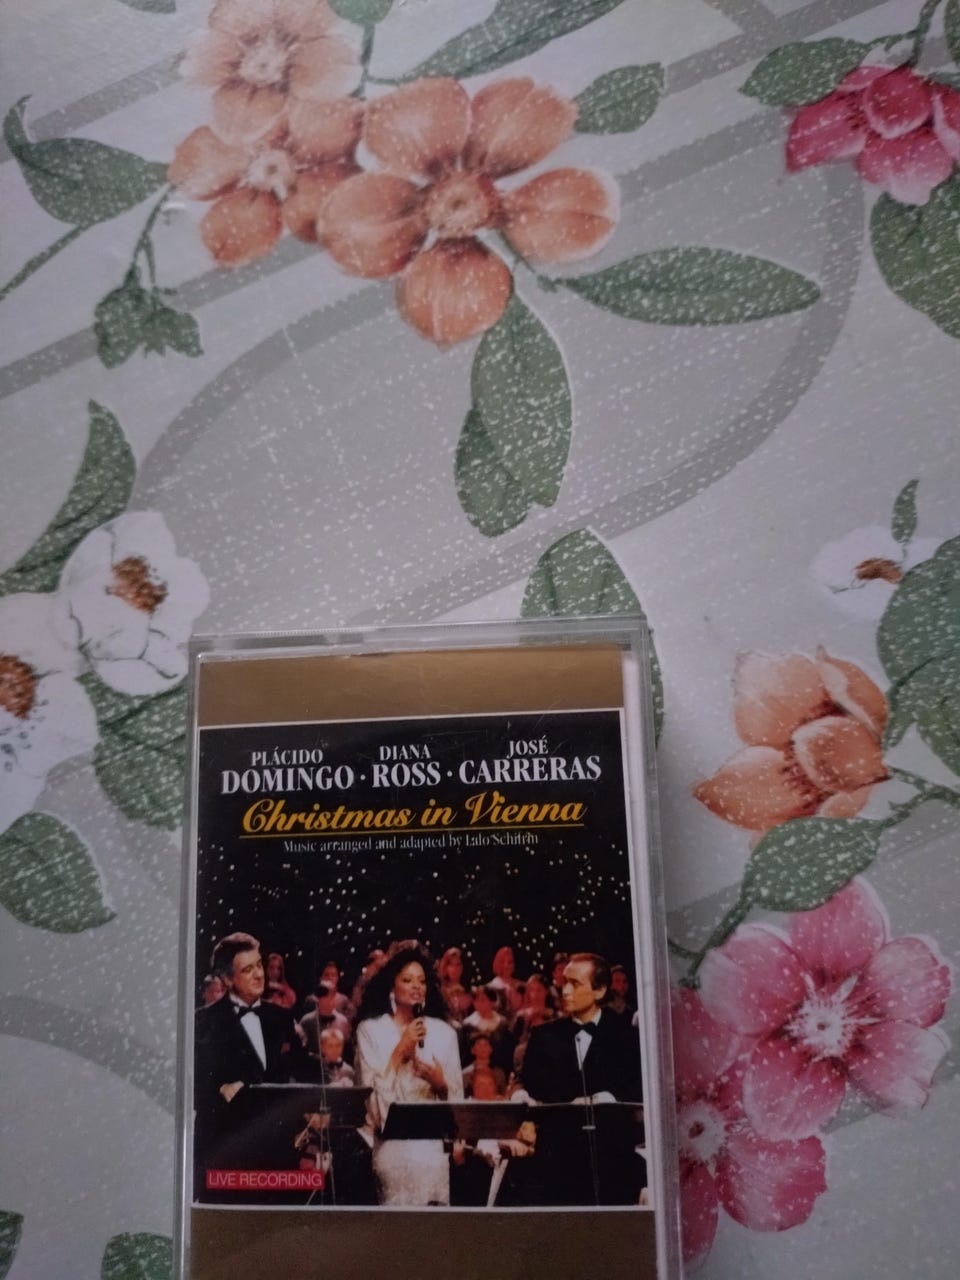 PLÁCIDO DIANA JOSÉ
DOMINGO · ROSS · CARRERAS
Christmas in Vienna
Music arranged and adapted by Lalo Schifrin
LIVE RECORDING